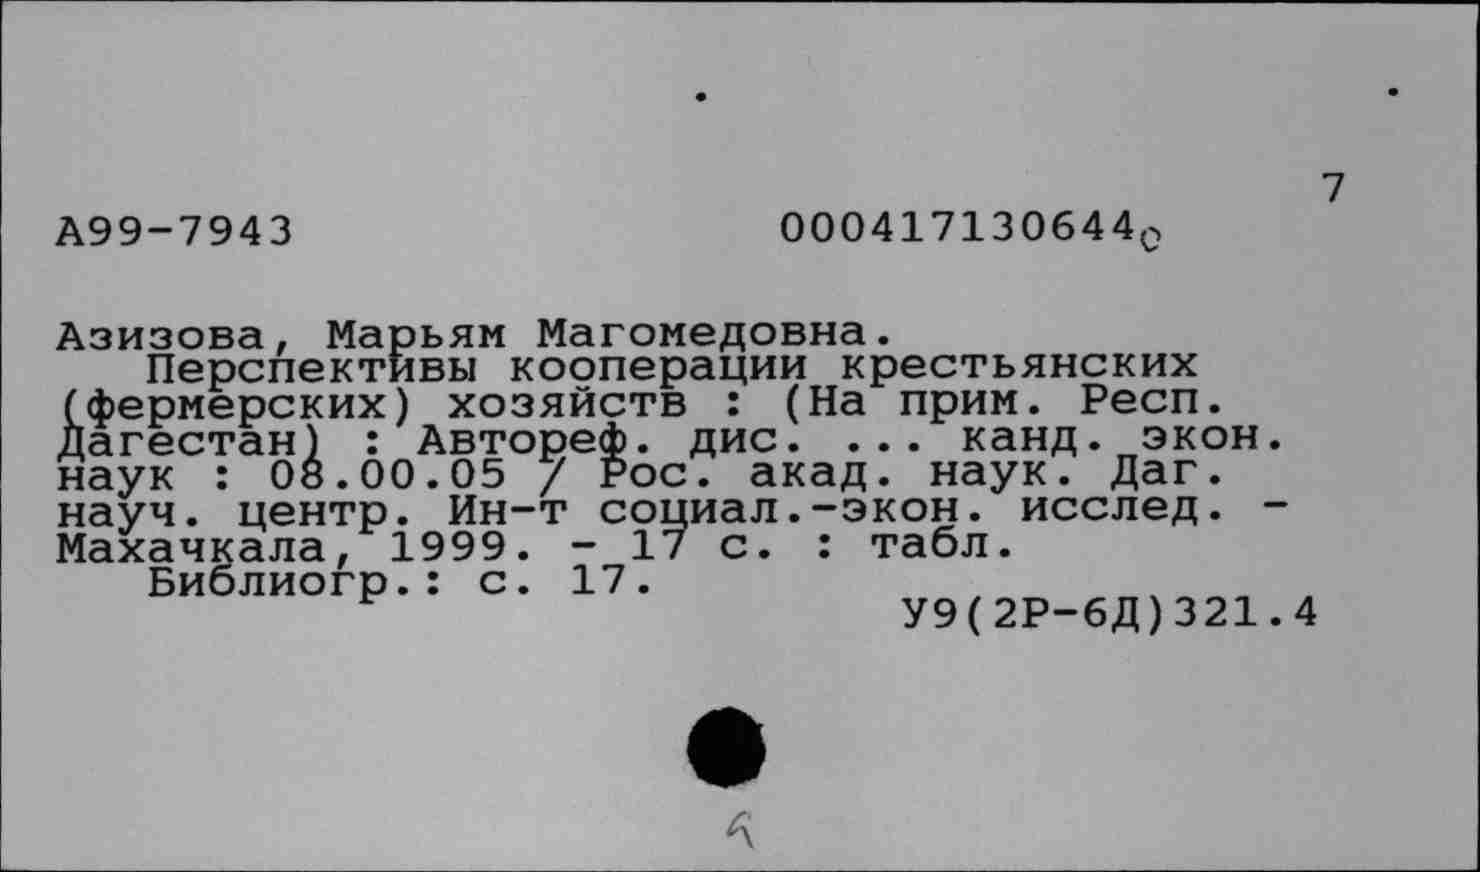 7
А99-7943 000417130644с
Азизова, Марьям Магомедовна.
Перспективы кооперации крестьянских
(фермерских) хозяйств : (На прим. Респ.
Дагестан) : Автореф. дис. ... канд. экон.
наук : 08.00.05 / Рос. акад. наук. Даг.
науч. центр. Ин-т социал.-экон. исслед. -
Махачкала, 1999. - 17 с. : табл.
Библиогр.: с. 17.
У9(2Р-6Д)321.4